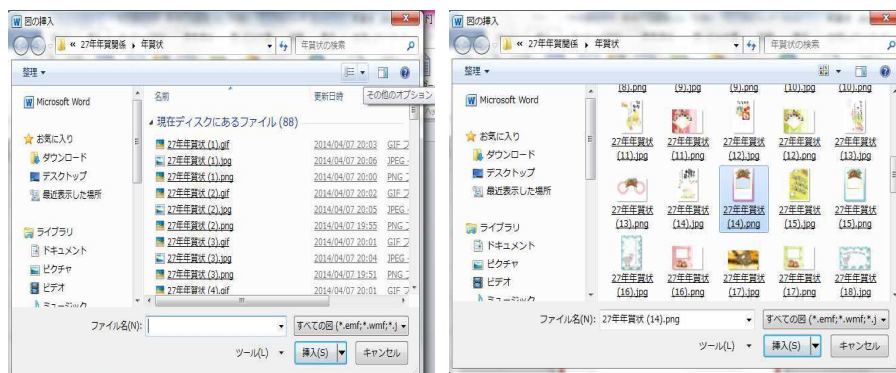 図の挿入
« 27年年賀関係 ▸ 年賀状
年賀状の検索
整理
その他のオプション
Microsoft Word
お気に入り
ダウンロード
デスクトップ
最近表示した場所
ライブラリ
ドキュメント
ピクチャ
ビデオ
ミュージック
名前 更新日時
現在ディスクにあるファイル (88)
27年年賀状 (1).gif 2014/04/07 20:03 GIF フ
27年年賀状 (1).jpg 2014/04/07 20:06 JPEG -
27年年賀状 (1).png 2014/04/07 20:00 PNG フ
27年年賀状 (2).gif 2014/04/07 20:02 GIF フ
27年年賀状 (2).jpg 2014/04/07 20:05 JPEG -
27年年賀状 (2).png 2014/04/07 19:55 PNG フ
27年年賀状 (3).gif 2014/04/07 20:01 GIF フ
27年年賀状 (3).jpg 2014/04/07 20:04 JPEG -
27年年賀状 (3).png 2014/04/07 19:51 PNG フ
27年年賀状 (4).gif 2014/04/07 20:01 GIF フ
ファイル名(N):
すべての図 (*.emf;*.wmf;*.j
ツール(L) 挿入(S) キャンセル
図の挿入
« 27年年賀関係 ▸ 年賀状
年賀状の検索
整理
Microsoft Word
お気に入り
ダウンロード
デスクトップ
最近表示した場所
ライブラリ
ドキュメント
ピクチャ
ビデオ
ミュージック
(8).png (9).jpg (9).png (10).jpg (10).png
27年年賀状 27年年賀状 27年年賀状 27年年賀状 27年年賀状
(11).jpg (11).png (12).jpg (12).png (13).jpg
27年年賀状 27年年賀状 27年年賀状 27年年賀状 27年年賀状
(13).png (14).jpg (14).png (15).jpg (15).png
27年年賀状 27年年賀状 27年年賀状 27年年賀状 27年年賀状
(16).jpg (16).png (17).jpg (17).png (18).jpg
ファイル名(N): 27年年賀状 (14).png
すべての図 (*.emf;*.wmf;*.j
ツール(L) 挿入(S) キャンセル